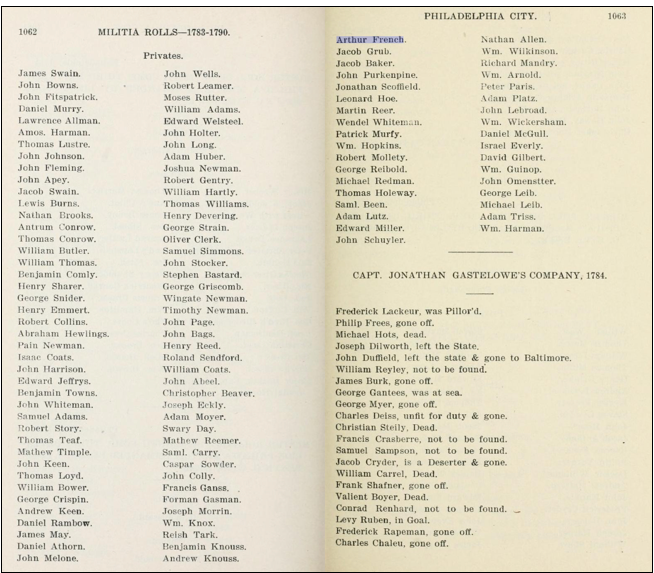 1062 MILITIA ROLLS—1783-1790.
Privates.
James Swain.
John Bowns.
John Fitspatrick.
Daniel Murry.
Lawrence Allman.
Amos. Harman.
Thomas Lustre.
John Johnson.
John Fleming.
John Apey.
Jacob Swain.
Lewis Burns.
Nathan Brooks.
Antrum Conrow.
Thomas Conrow.
William Butler.
William Thomas.
Benjamin Comly.
Henry Sharer.
George Snider.
Henry Emmert.
Robert Collins.
Abraham Hewlings.
Pain Newman.
Isaac Coats.
John Harrison.
Edward Jeffrys.
Benjamin Towns.
John Whiteman.
Samuel Adams.
Robert Story.
Thomas Teaf.
Mathew Timple.
John Keen.
Thomas Loyd.
William Bower.
George Crispin.
Andrew Keen.
Daniel Rambow.
James May.
Daniel Athorn.
John Melone.
John Wells.
Robert Leamer.
Moses Rutter.
William Adams.
Edward Welsteel.
John Holter.
John Long.
Adam Huber.
Joshua Newman.
Robert Gentry.
William Hartly.
Thomas Williams.
Henry Devering.
George Strain.
Oliver Clerk.
Samuel Simmons.
John Stocker.
Stephen Bastard.
George Griscomb.
Wingate Newman.
Timothy Newman.
John Page.
John Bags.
Henry Reed.
Roland Sendford.
William Coats.
John Abeel.
Christopher Beaver.
Joseph Eckly.
Adam Moyer.
Sway Day.
Mathew Reemer.
Saml. Carry.
Caspar Sowder.
John Colly.
Francis Ganss.
Forman Gasman.
Joseph Morrin.
Wm. Knox.
Reish Tark.
Benjamin Knouss.
Andrew Knouss.
PHILADELPHIA CITY. 1063
Arthur French.
Jacob Grub.
Jacob Baker.
John Purkenpine.
Jonathan Scoffield.
Leonard Hoe.
Martin Reer.
Wendel Whiteman.
Patrick Murfy.
Wm. Hopkins.
Robert Mollety.
George Reibold.
Michael Redman.
Thomas Holeway.
Saml. Been.
Adam Lutz.
Edward Miller.
John Schuyler.
Nathan Allen.
Wm. Wilkinson.
Richard Mandry.
Wm. Arnold.
Peter Paris.
Adam Platz.
John Lebroad.
Wm. Wickersham.
Daniel McGuil.
Israel Everly.
David Gilbert.
Wm. Guinop.
John Omenstter.
George Leib.
Michael Leib.
Adam Triss.
Wm. Harman.
CAPT. JONATHAN GASTELOWE'S COMPANY, 1784.
Frederick Lackeur, was Pillor'd.
Philip Frees, gone off.
Michael Hots, dead.
Joseph Dilworth, left the State.
John Duffield, left the state & gone to Baltimore.
William Reyley, not to be found.
James Burk, gone off.
George Gantees, was at sea.
George Myer, gone off.
Charles Deiss, unfit for duty & gone.
Christian Steily, Dead.
Francis Crasberre, not to be found.
Samuel Sampson, not to be found.
Jacob Cryder, is a Deserter & gone.
William Carrel, Dead.
Frank Shafner, gone off.
Valient Boyer, Dead.
Conrad Renhard, not to be found.
Levy Ruben, in Goal.
Frederick Rapeman, gone off.
Charles Chaleu, gone off.